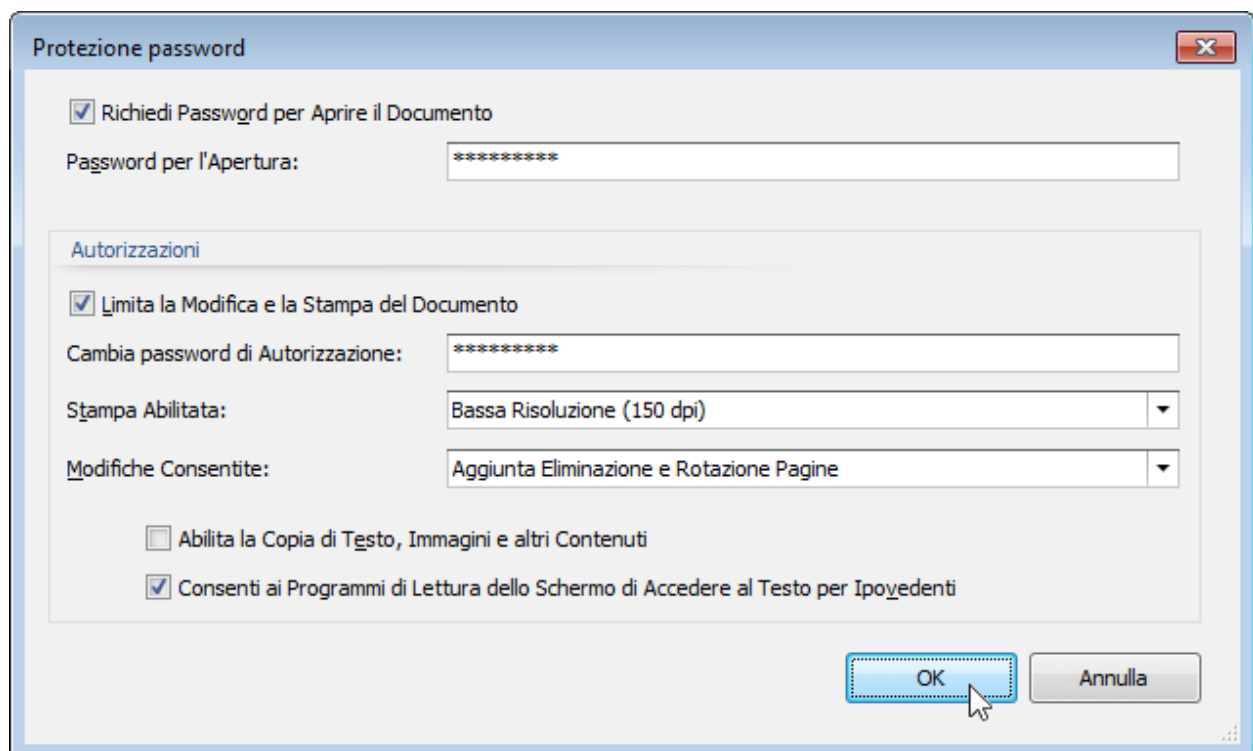 Protezione password
Richiedi Password per Aprire il Documento
Password per l'Apertura: *********
Autorizzazioni
Limita la Modifica e la Stampa del Documento
Cambia password di Autorizzazione: *********
Stampa Abilitata: Bassa Risoluzione (150 dpi)
Modifiche Consentite: Aggiunta Eliminazione e Rotazione Pagine
Abilita la Copia di Testo, Immagini e altri Contenuti
Consenti ai Programmi di Lettura dello Schermo di Accedere al Testo per Ipovedenti
OK Annulla